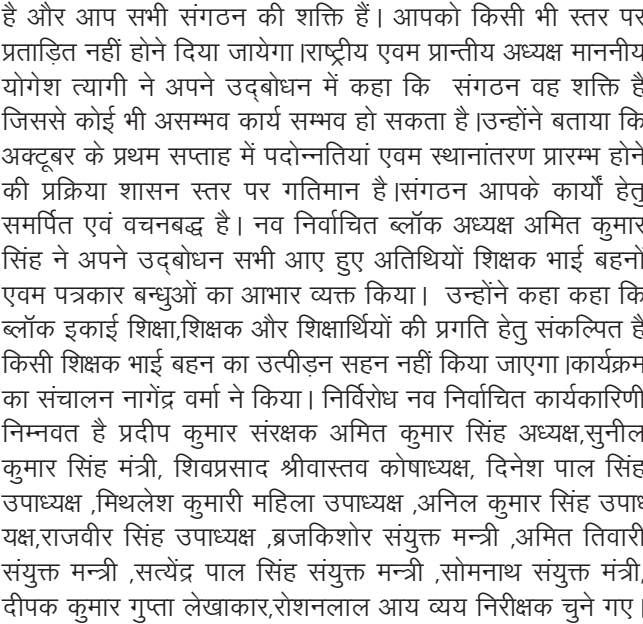 है और आप सभी संगठन की शक्ति हैं। आपको किसी भी स्तर पर
प्रताड़ित नहीं होने दिया जायेगा।राष्ट्रीय एवम प्रान्तीय अध्यक्ष माननीय
योगेश त्यागी ने अपने उद्बोधन में कहा कि संगठन वह शक्ति है
जिससे कोई भी असम्भव कार्य सम्भव हो सकता है।उन्होंने बताया कि
अक्टूबर के प्रथम सप्ताह में पदोन्नतियां एवम स्थानांतरण प्रारम्भ होने
की प्रक्रिया शासन स्तर पर गतिमान है।संगठन आपके कार्यों हेतु
समर्पित एवं वचनबद्ध है। नव निर्वाचित ब्लॉक अध्यक्ष अमित कुमार
सिंह ने अपने उद्बोधन सभी आए हुए अतिथियों शिक्षक भाई बहनों
एवम पत्रकार बन्धुओं का आभार व्यक्त किया। उन्होंने कहा कहा कि
ब्लॉक इकाई शिक्षा,शिक्षक और शिक्षार्थियों की प्रगति हेतु संकल्पित है
किसी शिक्षक भाई बहन का उत्पीड़न सहन नहीं किया जाएगा।कार्यक्रम
का संचालन नागेंद्र वर्मा ने किया। निर्विरोध नव निर्वाचित कार्यकारिणी
निम्नवत है प्रदीप कुमार संरक्षक अमित कुमार सिंह अध्यक्ष,सुनील
कुमार सिंह मंत्री, शिवप्रसाद श्रीवास्तव कोषाध्यक्ष, दिनेश पाल सिंह
उपाध्यक्ष ,मिथलेश कुमारी महिला उपाध्यक्ष ,अनिल कुमार सिंह उपाध
यक्ष,राजवीर सिंह उपाध्यक्ष ,ब्रजकिशोर संयुक्त मन्त्री ,अमित तिवारी
संयुक्त मन्त्री ,सत्येंद्र पाल सिंह संयुक्त मन्त्री ,सोमनाथ संयुक्त मंत्री,
दीपक कुमार गुप्ता लेखाकार,रोशनलाल आय व्यय निरीक्षक चुने गए।